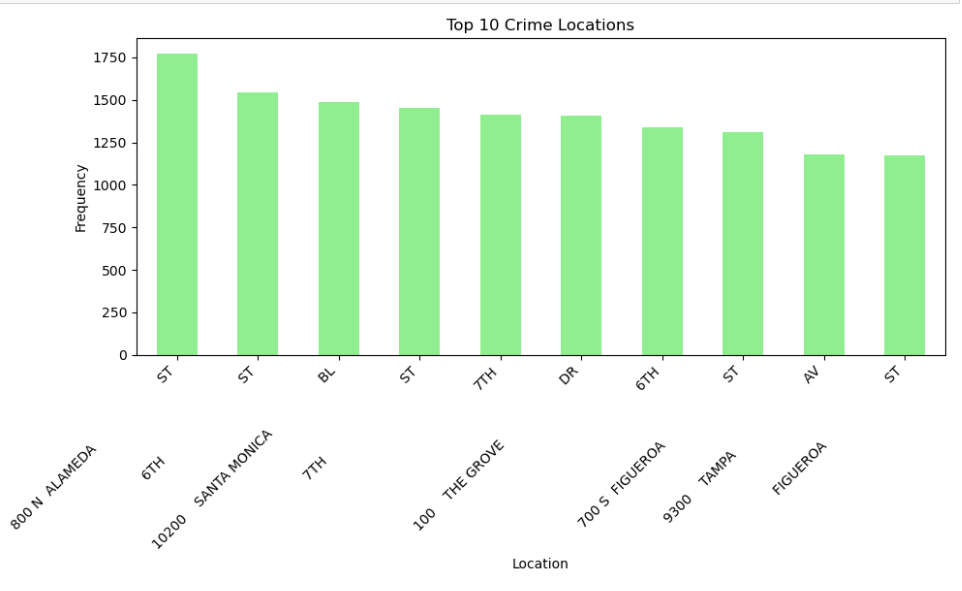 Top 10 Crime Locations
Frequency
1750
1500
1250
1000
750
500
250
0
800 N ALAMEDA ST
6TH ST
10200 SANTA MONICA BL
7TH ST
7TH
100 THE GROVE DR
6TH
700 S FIGUEROA ST
9300 TAMPA AV
FIGUEROA ST
Location